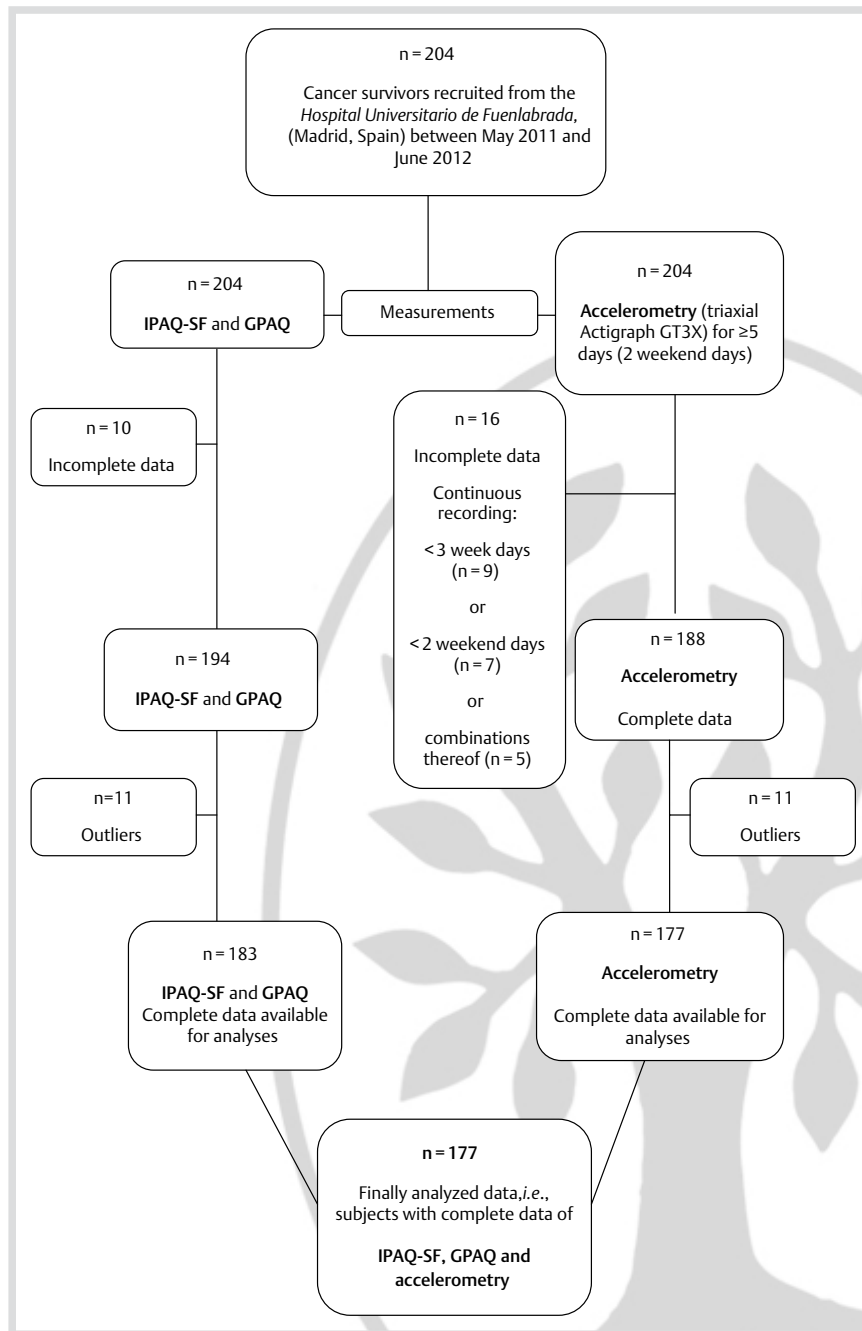 n = 204
Cancer survivors recruited from the
Hospital Universitario de Fuenlabrada,
(Madrid, Spain) between May 2011 and
June 2012
n = 204
IPAQ-SF and GPAQ
Measurements
n = 204
Accelerometry (triaxial
Actigraph GT3X) for ≥5
days (2 weekend days)
n = 10
Incomplete data
n = 16
Incomplete data
Continuous
recording:
<3 week days
(n = 9)
or
<2 weekend days
(n = 7)
or
combinations
thereof (n = 5)
n = 194
IPAQ-SF and GPAQ
n = 188
Accelerometry
Complete data
n=11
Outliers
n = 11
Outliers
n = 183
IPAQ-SF and GPAQ
Complete data available
for analyses
n = 177
Accelerometry
Complete data available for
analyses
n = 177
Finally analyzed data,i.e.,
subjects with complete data of
IPAQ-SF, GPAQ and
accelerometry